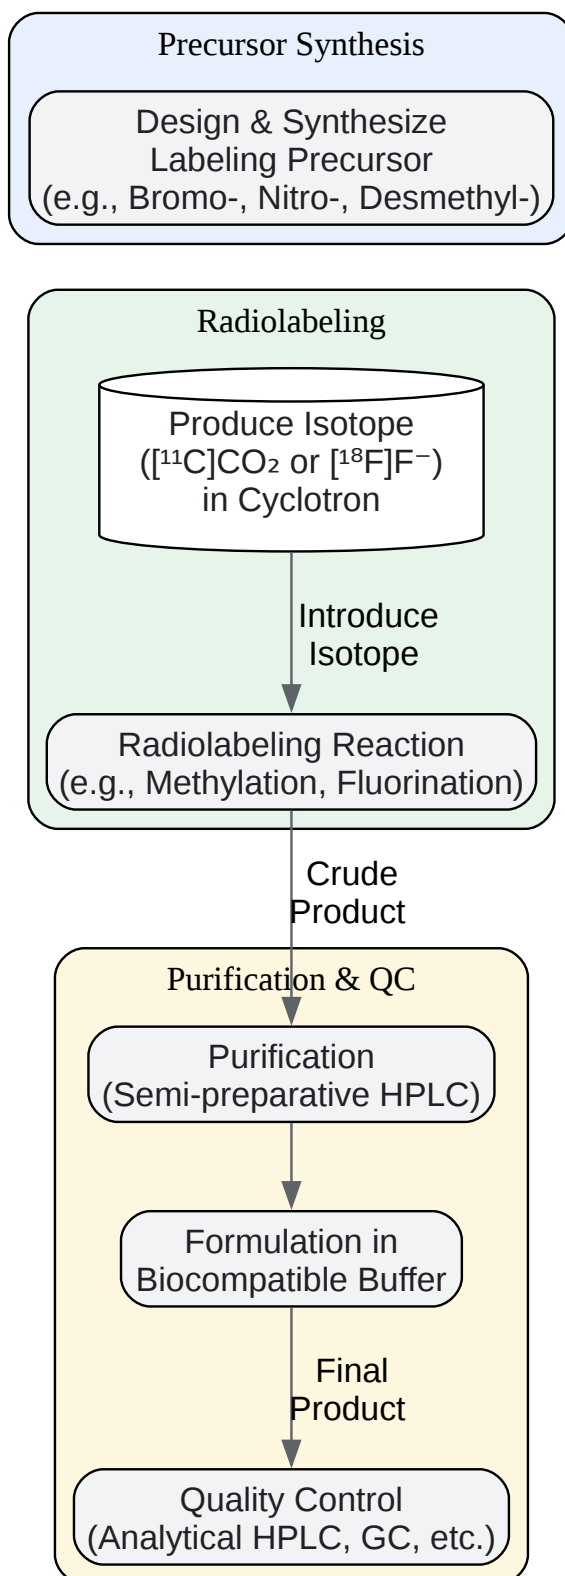 Precursor Synthesis
Design & Synthesize
Labeling Precursor
(e.g., Bromo-, Nitro-, Desmethyl-)
Radiolabeling
Produce Isotope
([¹¹C]CO₂ or [¹⁸F]F⁻)
in Cyclotron
Introduce
Isotope
Radiolabeling Reaction
(e.g., Methylation, Fluorination)
Crude
Product
Purification & QC
Purification
(Semi-preparative HPLC)
Formulation in
Biocompatible Buffer
Final
Product
Quality Control
(Analytical HPLC, GC, etc.)